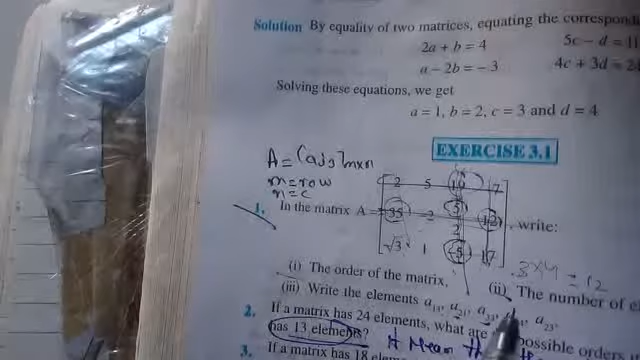 Solution By equality of two matrices, equating the correspond
2a + b = 4 5c – d = 11
a – 2b = – 3 4c + 3d = 24
Solving these equations, we get
a = 1, b = 2, c = 3 and d = 4
EXERCISE 3.1
A = [aij]m×n
m = row
n = c
2 5 19 –7
1. In the matrix A = 35 –2 5/2 12 , write:
√3 1 –5 17
3×4 = 12
(i) The order of the matrix, (ii) The number of el
(iii) Write the elements a13, a21, a33, a24, a23.
2. If a matrix has 24 elements, what are possible orders
has 13 elements? A Mean
3. If a matrix has 18 elem